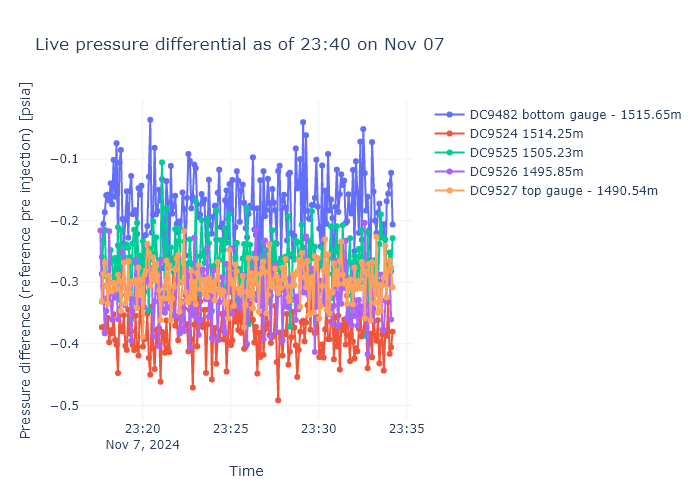 Live pressure differential as of 23:40 on Nov 07
Pressure difference (reference pre injection) [psia]
−0.1
−0.2
−0.3
−0.4
−0.5
23:20
Nov 7, 2024
23:25
23:30
23:35
Time
DC9482 bottom gauge - 1515.65m
DC9524 1514.25m
DC9525 1505.23m
DC9526 1495.85m
DC9527 top gauge - 1490.54m